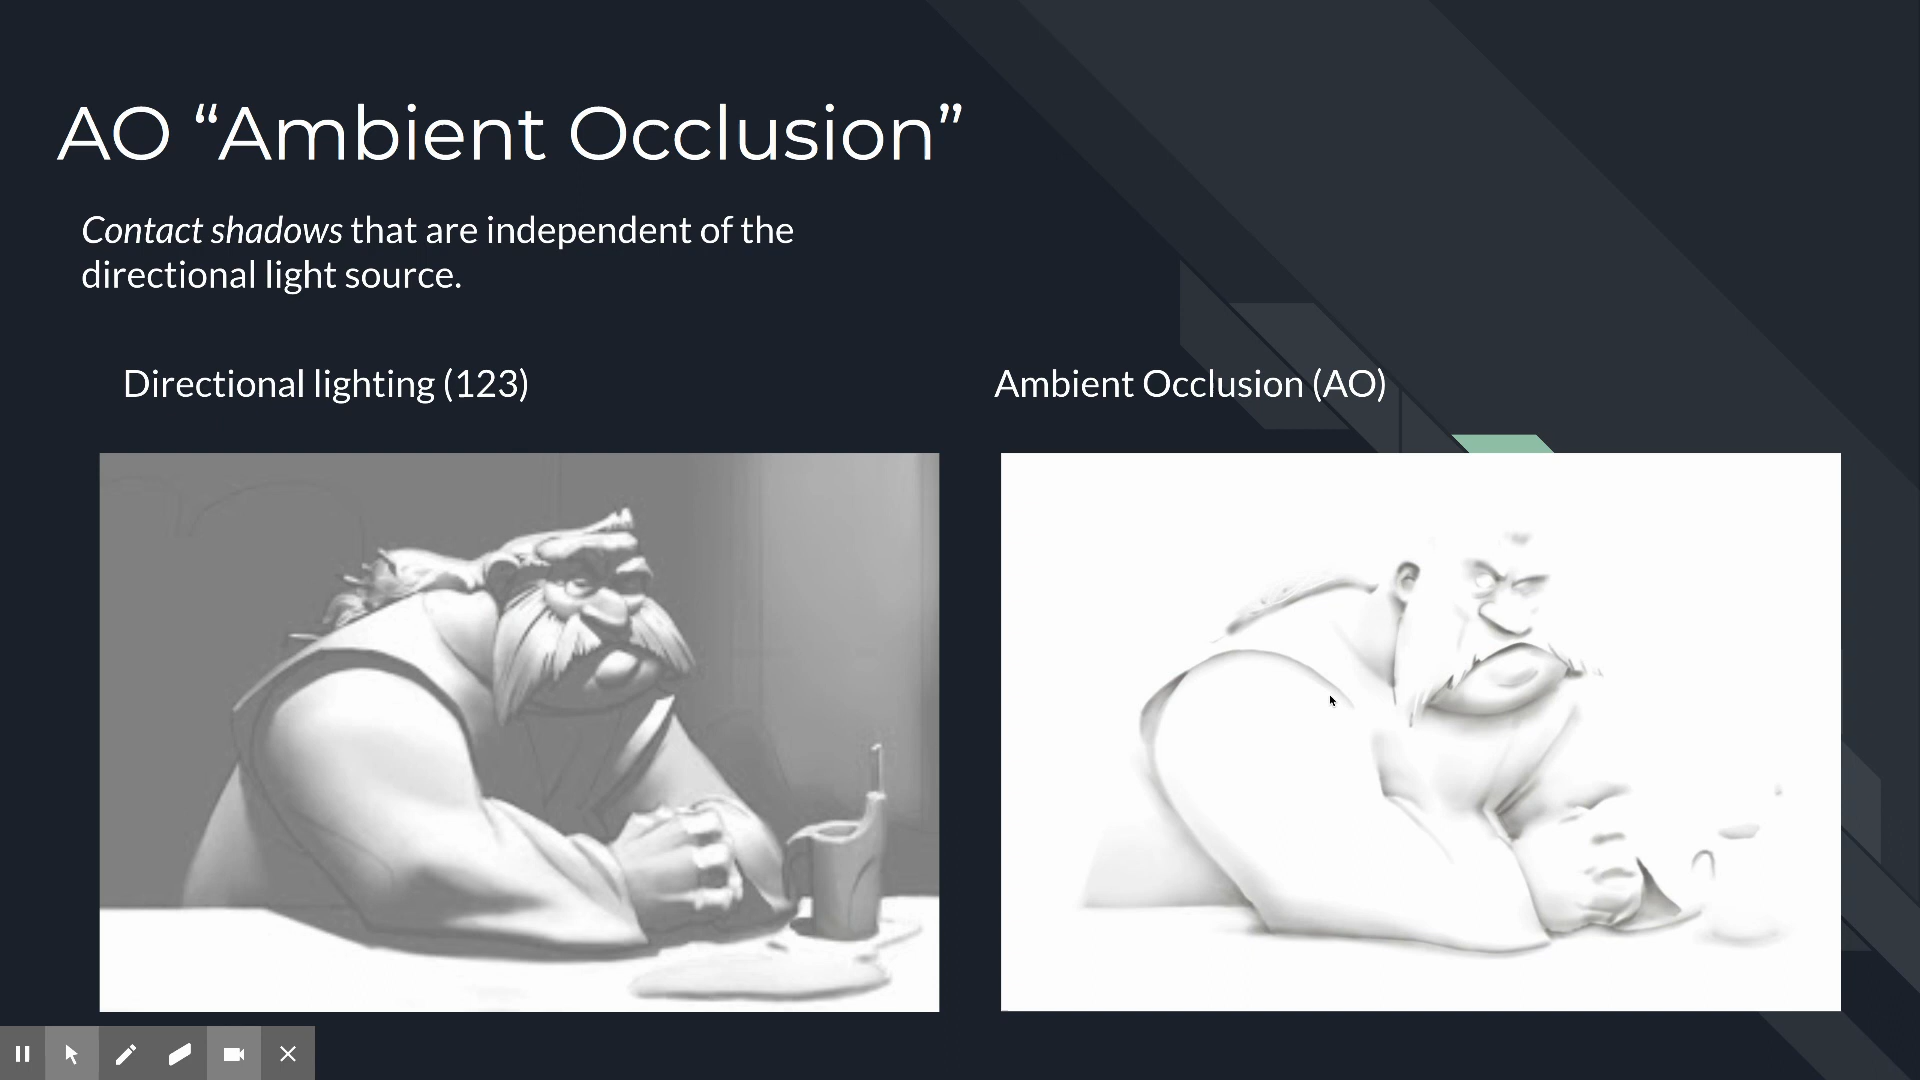 AO “Ambient Occlusion”
Contact shadows that are independent of the
directional light source.
Directional lighting (123)
Ambient Occlusion (AO)